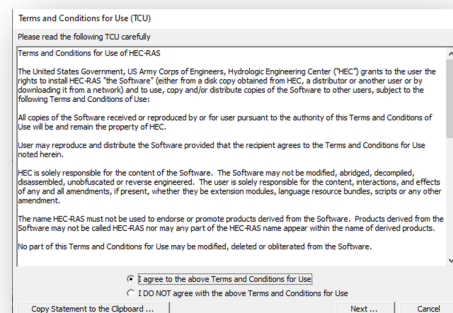 Terms and Conditions for Use (TCU)
Please read the following TCU carefully
Terms and Conditions for Use of HEC-RAS
The United States Government, US Army Corps of Engineers, Hydrologic Engineering Center ("HEC") grants to the user the
rights to install HEC-RAS "the Software" (either from a disk copy obtained from HEC, a distributor or another user or by
downloading it from a network) and to use, copy and/or distribute copies of the Software to other users, subject to the
following Terms and Conditions of Use:
All copies of the Software received or reproduced by or for user pursuant to the authority of this Terms and Conditions of
Use will be and remain the property of HEC.
User may reproduce and distribute the Software provided that the recipient agrees to the Terms and Conditions of Use
noted herein.
HEC is solely responsible for the content of the Software. The Software may not be modified, abridged, decompiled,
disassembled, unobfuscated or reverse engineered. The user is solely responsible for the content, interactions, and effects
of any and all amendments, if present, whether they be extension modules, language resource bundles, scripts or any other
amendment.
The name HEC-RAS must not be used to endorse or promote products derived from the Software. Products derived from the
Software may not be called HEC-RAS nor may any part of the HEC-RAS name appear within the name of derived products.
No part of this Terms and Conditions for Use may be modified, deleted or obliterated from the Software.
I agree to the above Terms and Conditions for Use
I DO NOT agree with the above Terms and Conditions for Use
Copy Statement to the Clipboard ... Next ... Cancel